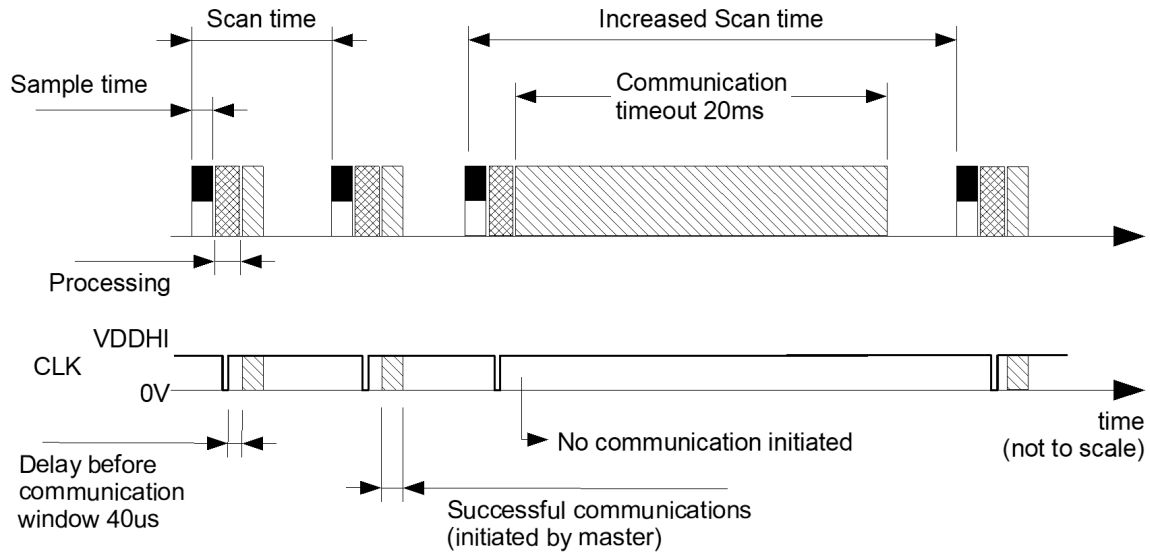 Scan time
Increased Scan time
Sample time
Communication
timeout 20ms
Processing
VDDHI
CLK
0V
time
(not to scale)
No communication initiated
Delay before
communication
window 40us
Successful communications
(initiated by master)